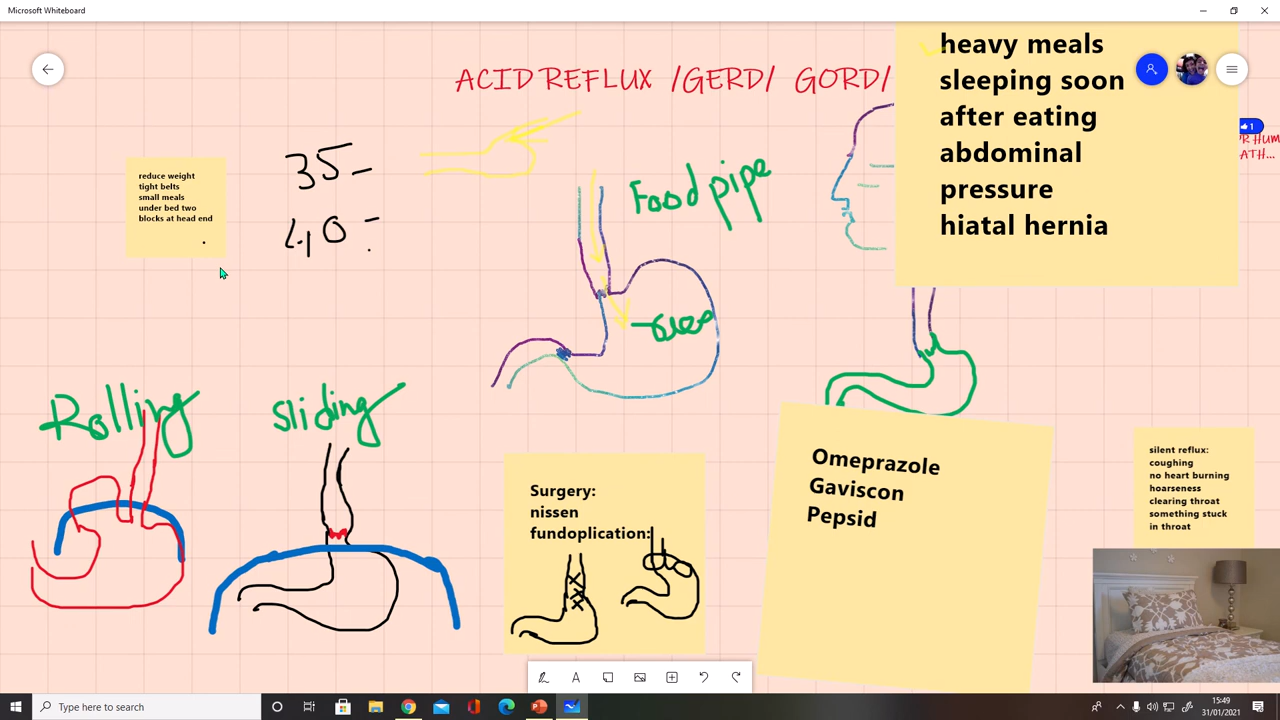 Microsoft Whiteboard
ACID REFLUX /GERD/ GORD/
heavy meals
sleeping soon
after eating
abdominal
pressure
hiatal hernia
1
R HUM
ATH...
reduce weight
tight belts
small meals
under bed two
blocks at head end
.
35-
40-
Food pipe
Rolling
Sliding
Surgery:
nissen
fundoplication:
Omeprazole
Gaviscon
Pepsid
silent reflux:
coughing
no heart burning
hoarseness
clearing throat
something stuck
in throat
A
Type here to search
15:49
31/01/2021